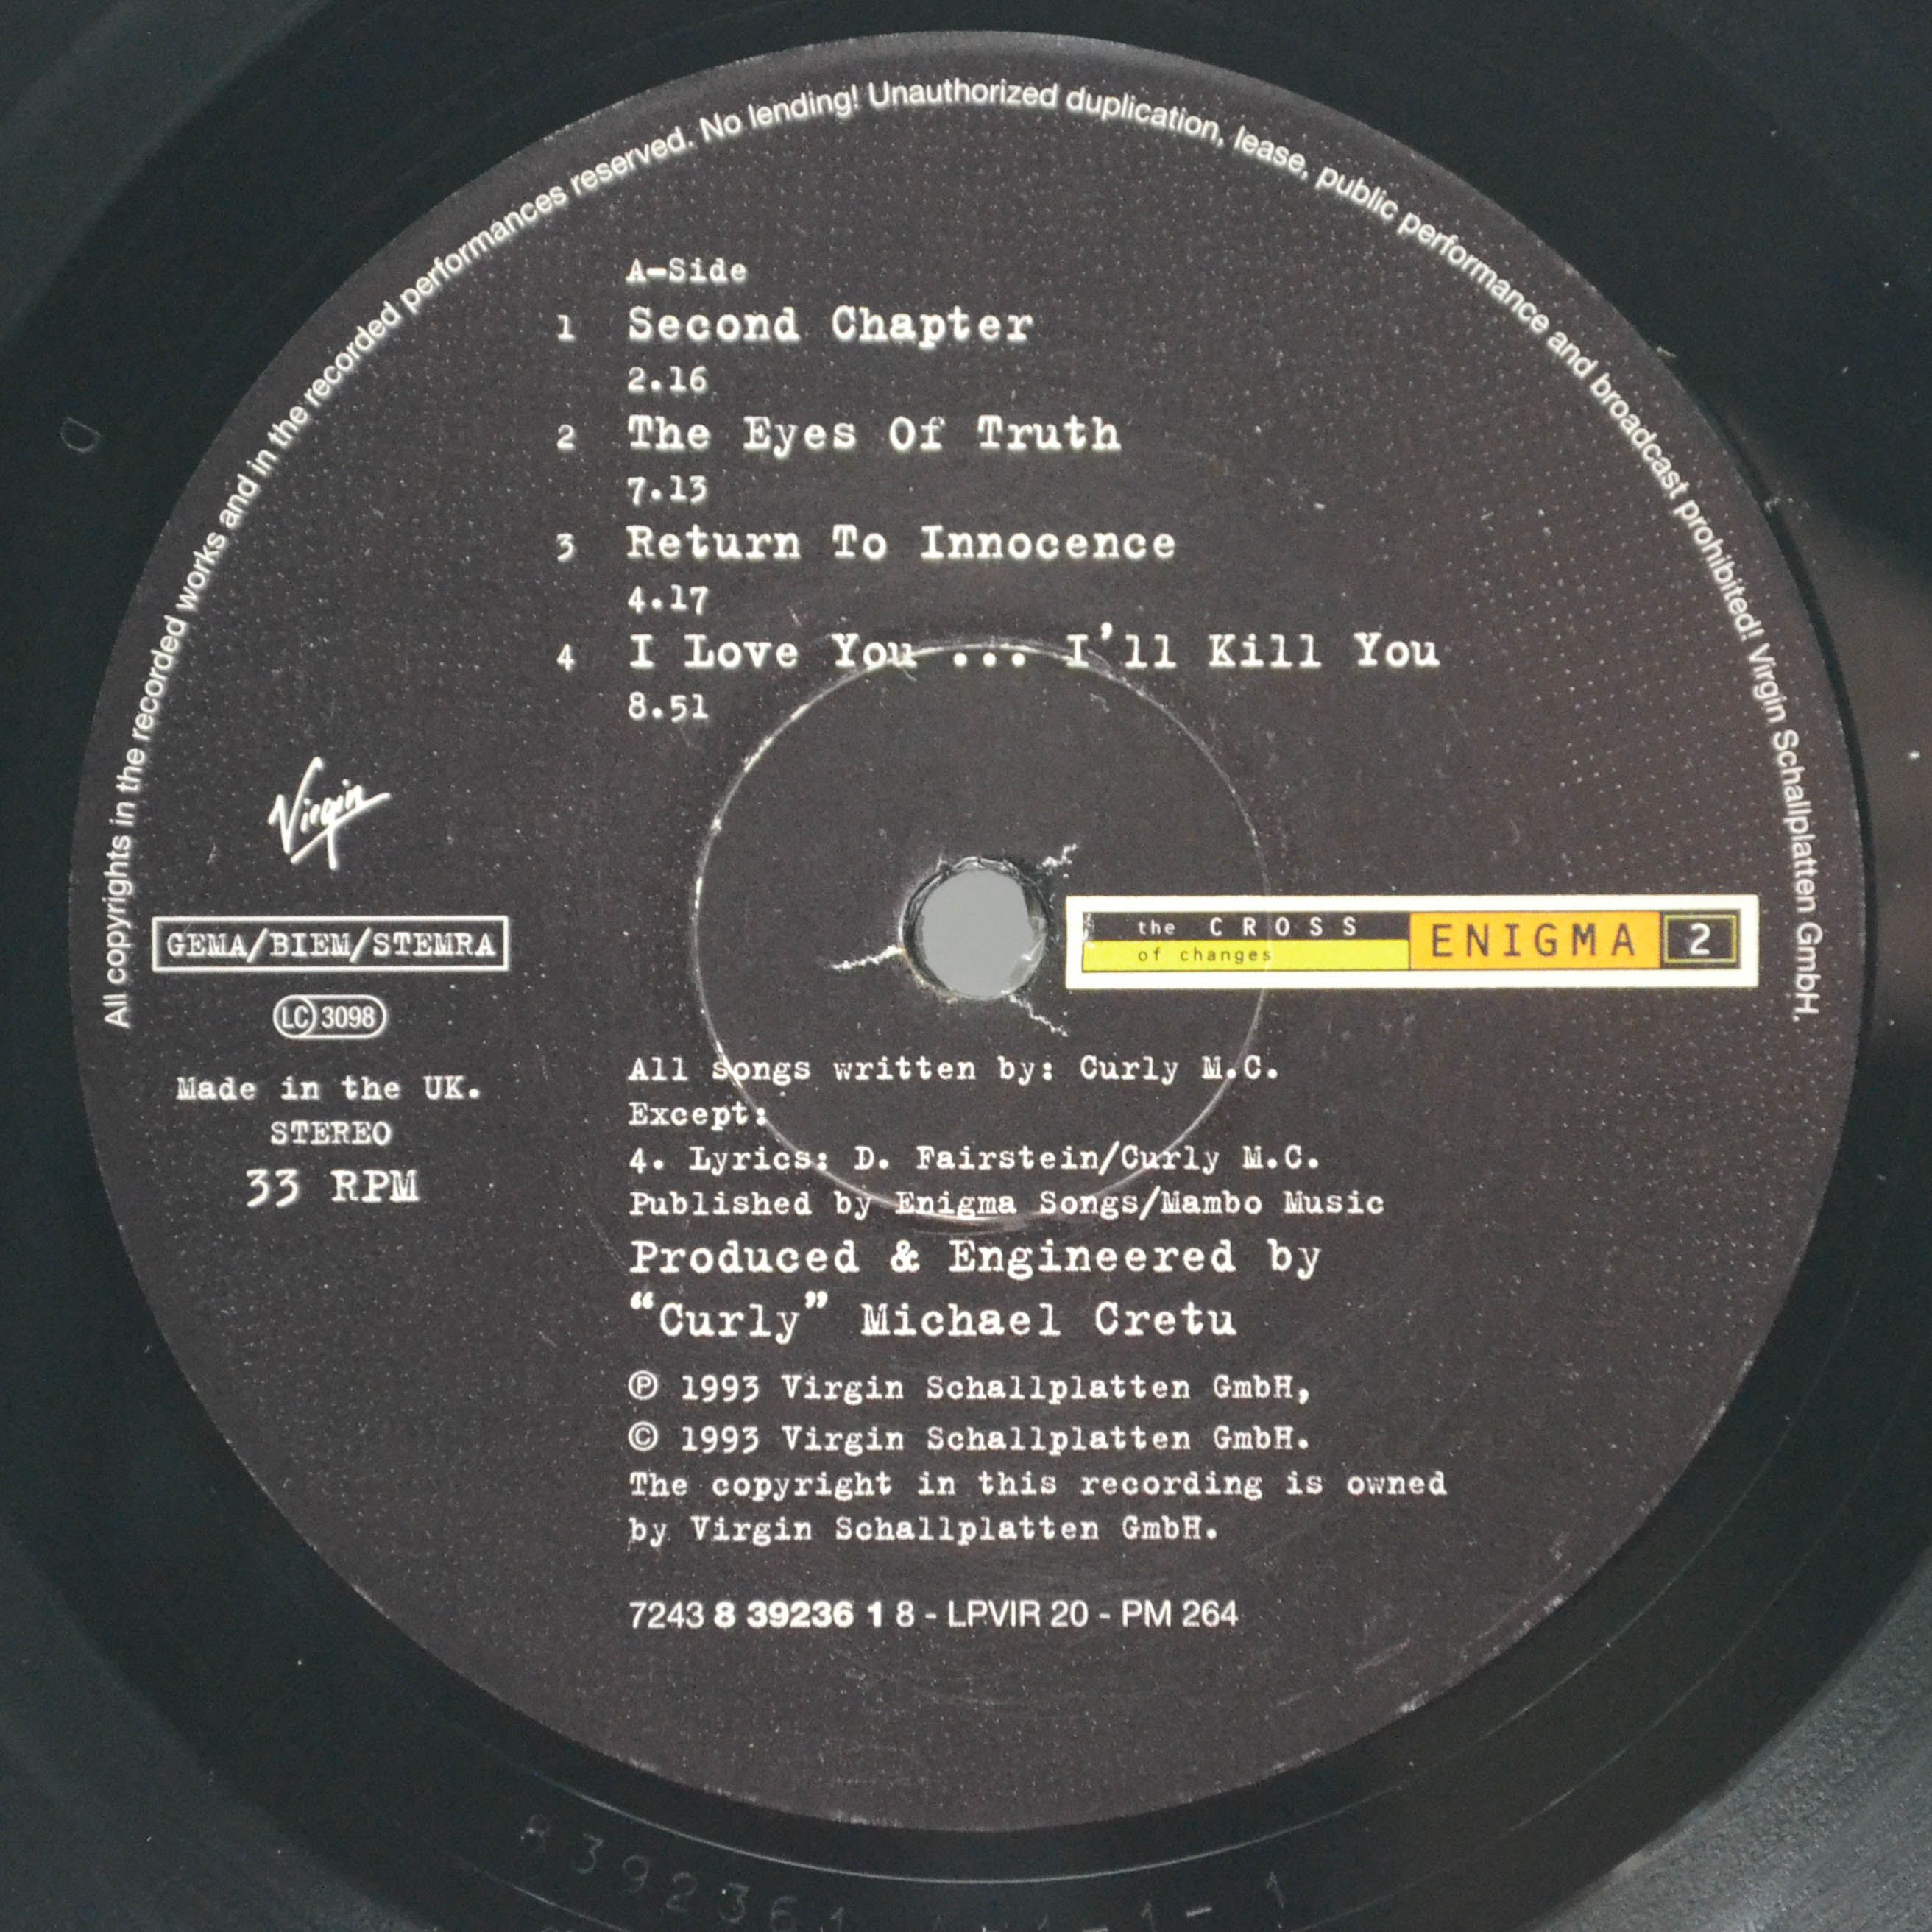 All copyrights in the recorded works and in the recorded performances reserved. No lending! Unauthorized duplication, lease, public performance and broadcast prohibited! Virgin Schallplatten GmbH.
A-Side
1 Second Chapter
2.16
2 The Eyes Of Truth
7.13
3 Return To Innocence
4.17
4 I Love You ... I'll Kill You
8.51
Virgin
GEMA/BIEM/STEMRA
LC 3098
Made in the UK.
STEREO
33 RPM
the CROSS
of changes
ENIGMA 2
All songs written by: Curly M.C.
Except:
4. Lyrics: D. Fairstein/Curly M.C.
Published by Enigma Songs/Mambo Music
Produced & Engineered by
“Curly” Michael Cretu
℗ 1993 Virgin Schallplatten GmbH,
© 1993 Virgin Schallplatten GmbH.
The copyright in this recording is owned
by Virgin Schallplatten GmbH.
7243 8 39236 1 8 - LPVIR 20 - PM 264